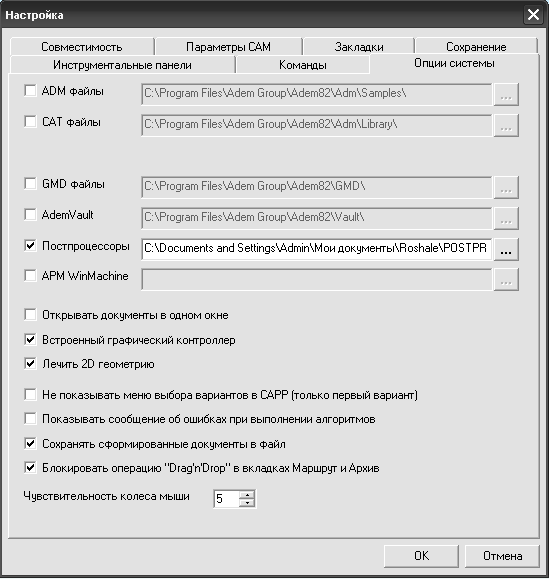 Настройка
Совместимость Параметры САМ Закладки Сохранение
Инструментальные панели Команды Опции системы
ADM файлы C:\Program Files\Adem Group\Adem82\Adm\Samples\ ...
CAT файлы C:\Program Files\Adem Group\Adem82\Adm\Library\ ...
GMD файлы C:\Program Files\Adem Group\Adem82\GMD\ ...
AdemVault C:\Program Files\Adem Group\Adem82\Vault\ ...
Постпроцессоры C:\Documents and Settings\Admin\Мои документы\Roshale\POSTPR ...
APM WinMachine ...
Открывать документы в одном окне
Встроенный графический контроллер
Лечить 2D геометрию
Не показывать меню выбора вариантов в CAPP (только первый вариант)
Показывать сообщение об ошибках при выполнении алгоритмов
Сохранять сформированные документы в файл
Блокировать операцию "Drag'n'Drop" в вкладках Маршрут и Архив
Чувствительность колеса мыши 5
OK Отмена